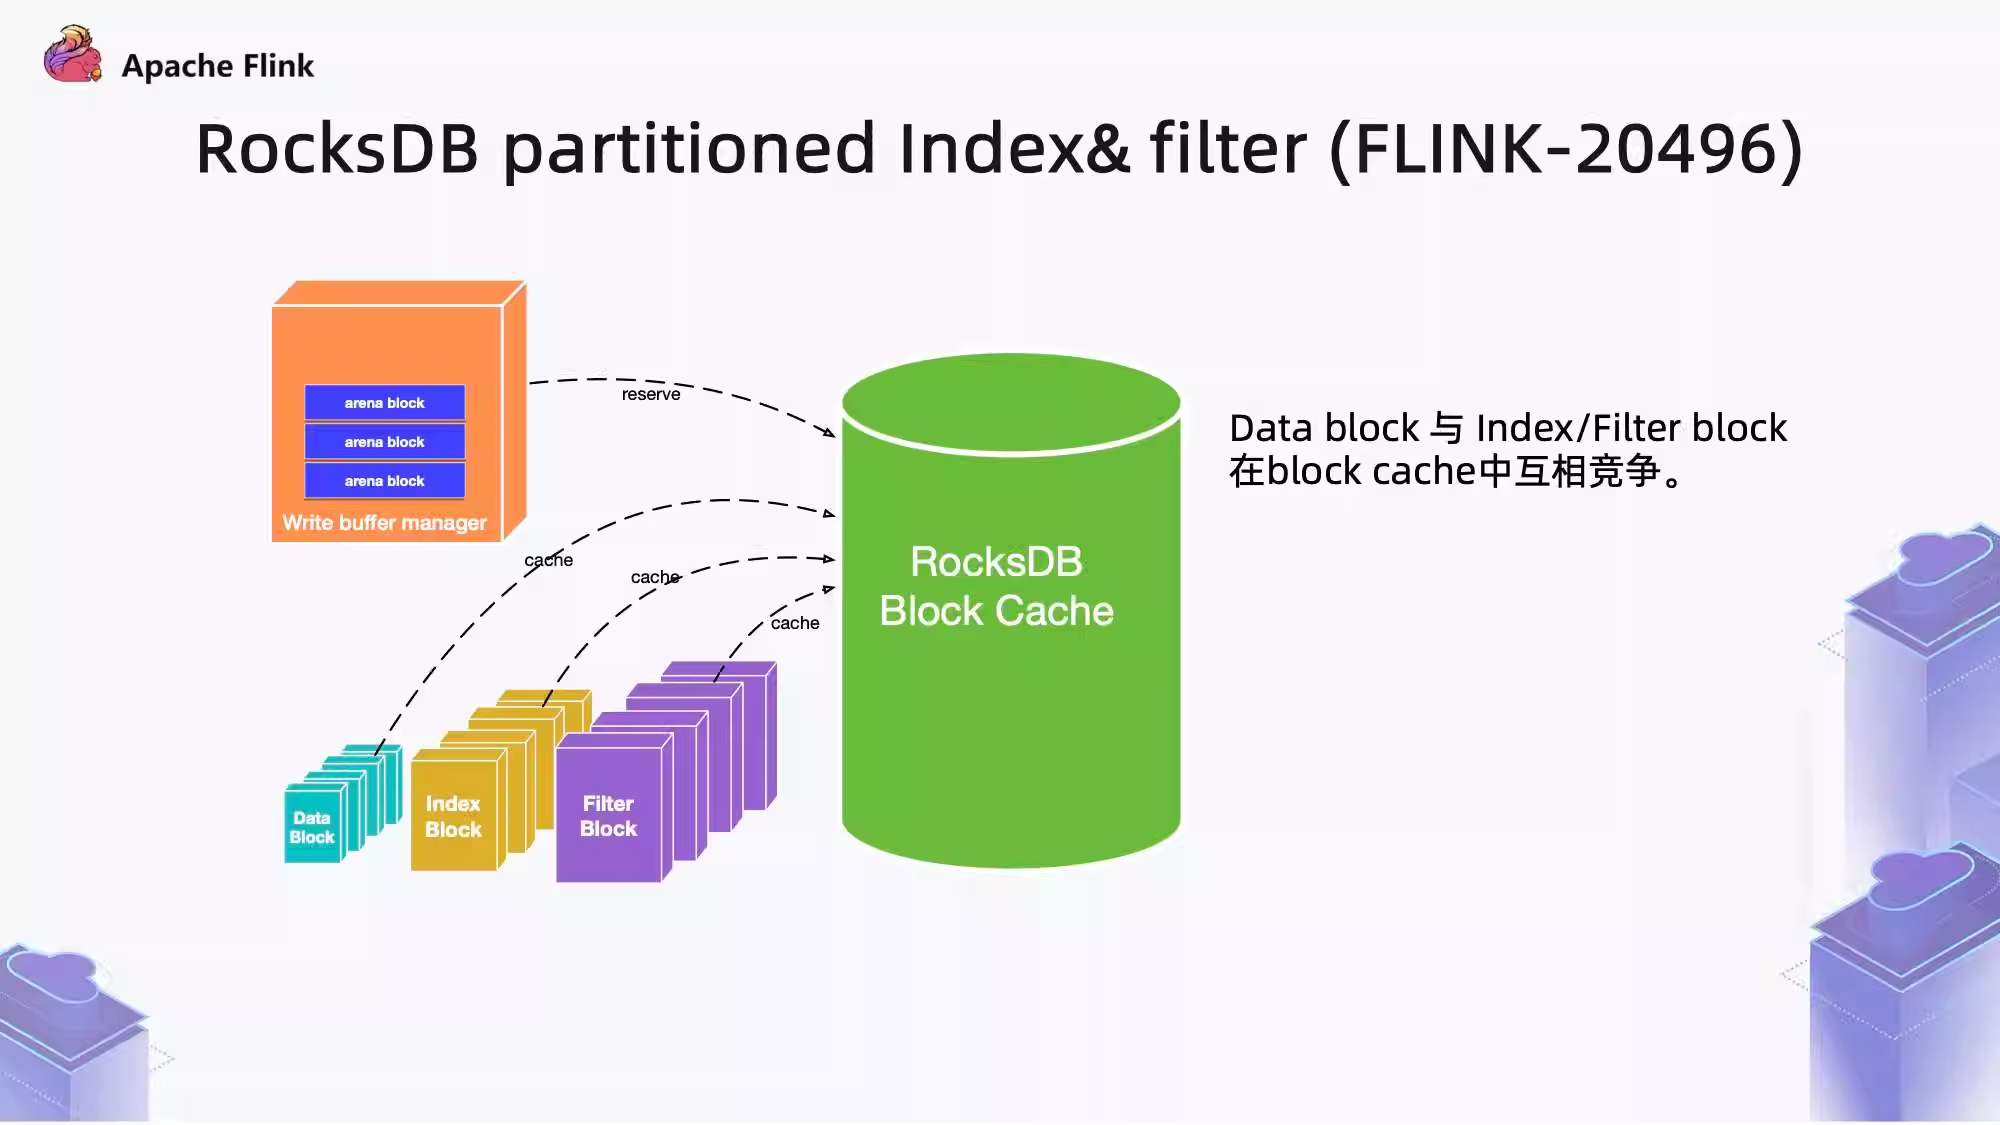 Apache Flink
RocksDB partitioned Index& filter (FLINK-20496)
arena block
arena block
arena block
Write buffer manager
reserve
cache
cache
cache
Data
Block
Index
Block
Filter
Block
RocksDB
Block Cache
Data block 与 Index/Filter block
在block cache中互相竞争。